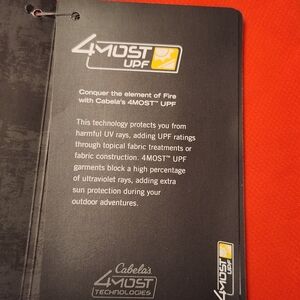 4MOST
UPF
Conquer the element of Fire
with Cabela's 4MOST™ UPF
This technology protects you from
harmful UV rays, adding UPF ratings
through topical fabric treatments or
fabric construction. 4MOST™ UPF
garments block a high percentage
of ultraviolet rays, adding extra
sun protection during your
outdoor adventures.
Cabela's
4MOST
TECHNOLOGIES
4MOST
UPF